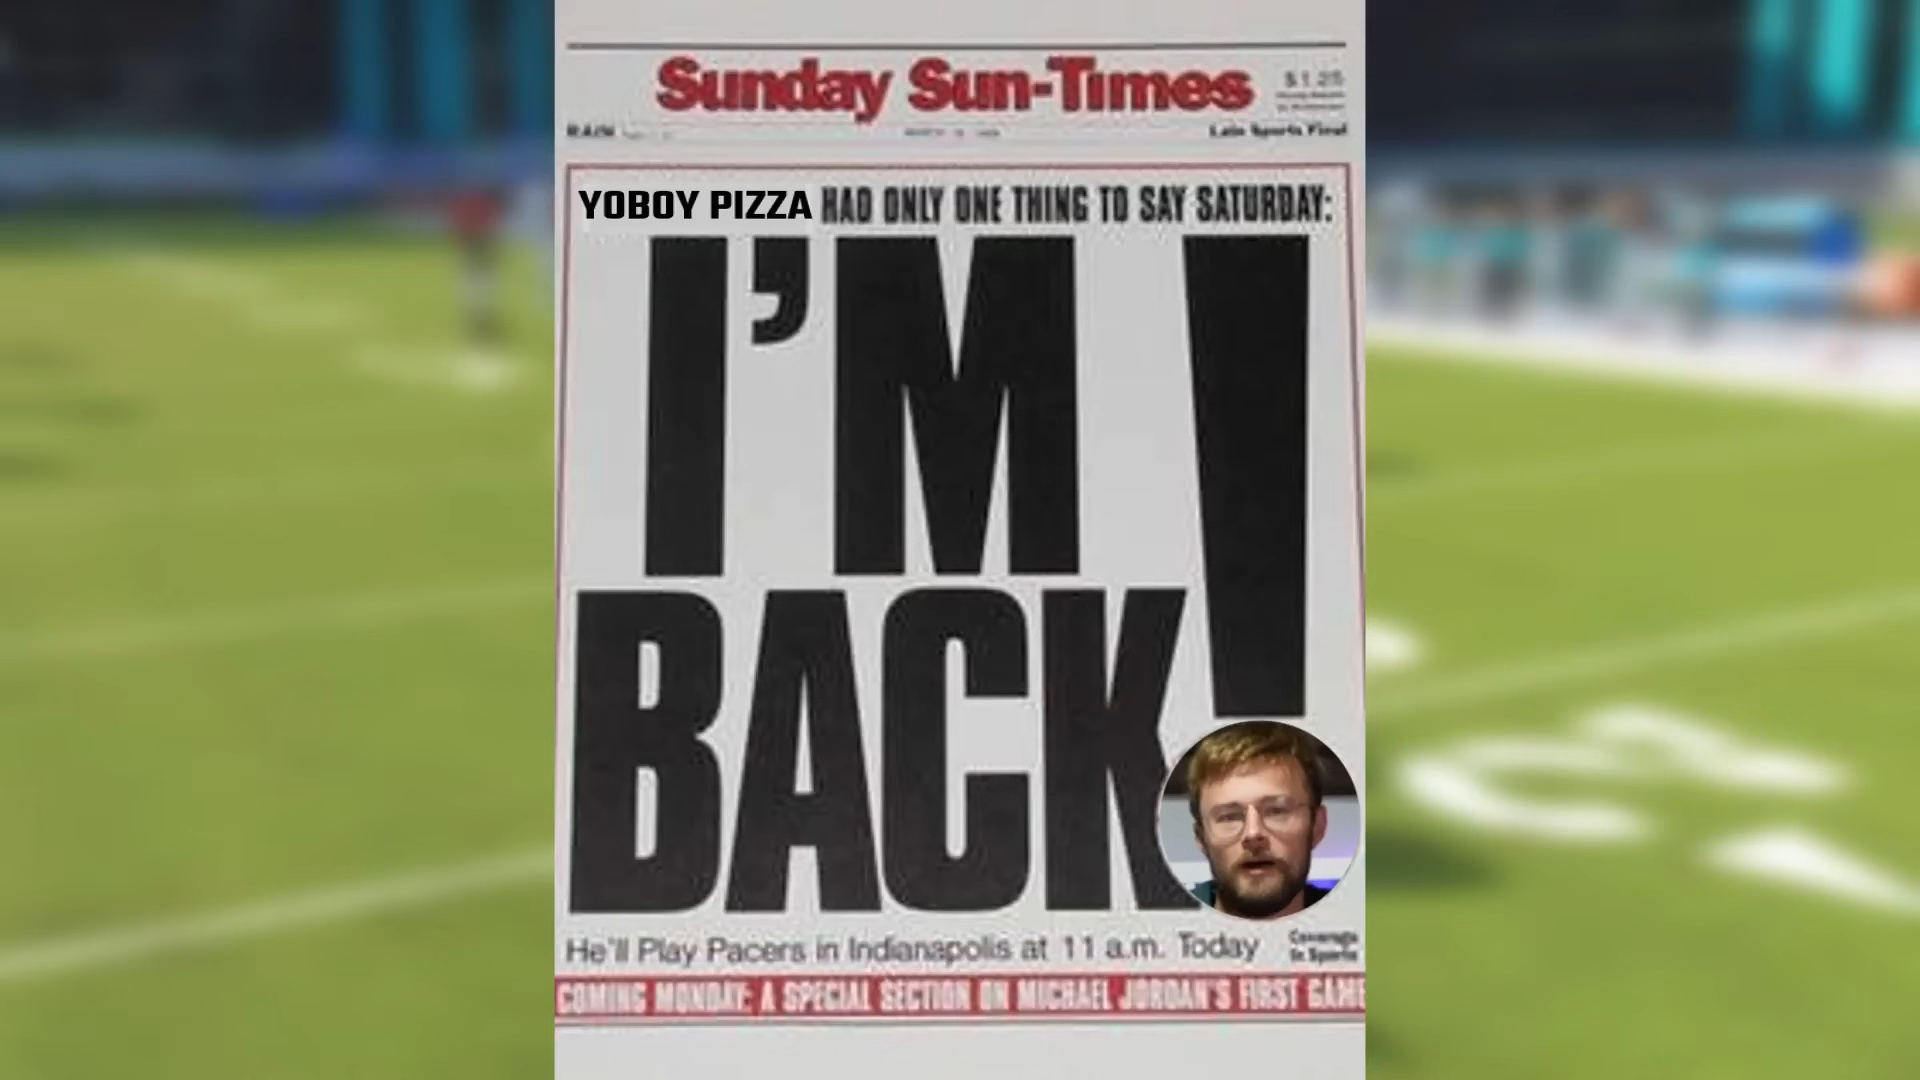 Sunday Sun-Times
$1.25
RAIN
Late Sports Final
YOBOY PIZZA HAD ONLY ONE THING TO SAY SATURDAY:
I'M
BACK!
He'll Play Pacers in Indianapolis at 11 a.m. Today
Coverage
In Sports
COMING MONDAY: A SPECIAL SECTION ON MICHAEL JORDAN'S FIRST GAME